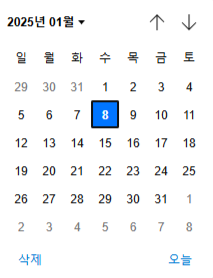 2025년 01월
일 월 화 수 목 금 토
29 30 31 1 2 3 4
5 6 7 8 9 10 11
12 13 14 15 16 17 18
19 20 21 22 23 24 25
26 27 28 29 30 31 1
2 3 4 5 6 7 8
삭제 오늘